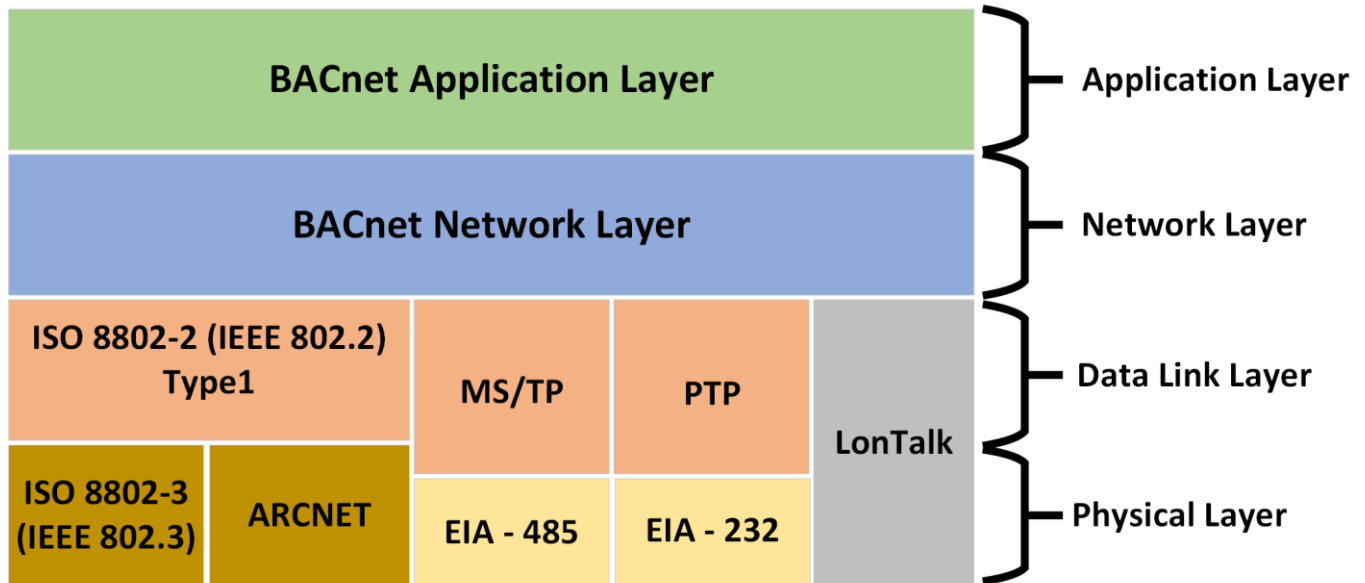 BACnet Application Layer
Application Layer
BACnet Network Layer
Network Layer
ISO 8802-2 (IEEE 802.2)
Type1
MS/TP
PTP
LonTalk
Data Link Layer
ISO 8802-3
(IEEE 802.3)
ARCNET
EIA - 485
EIA - 232
Physical Layer